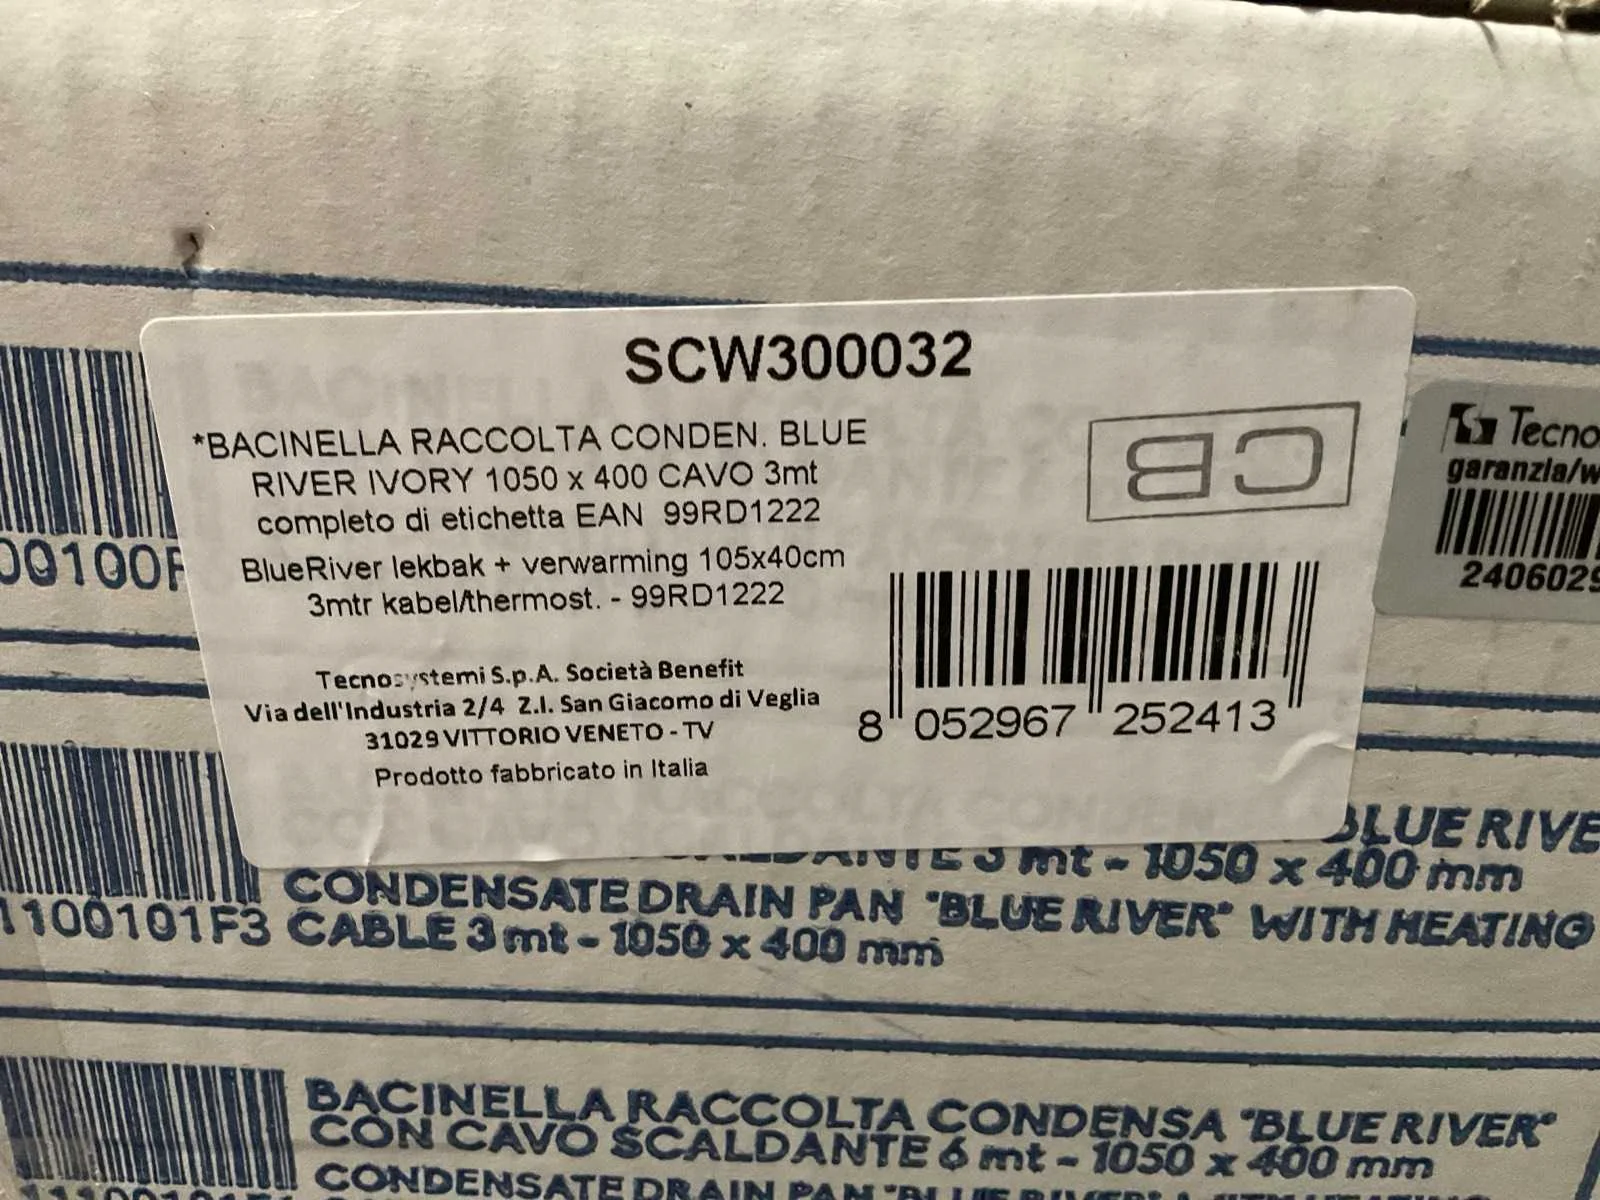 SCW300032
*BACINELLA RACCOLTA CONDEN. BLUE
RIVER IVORY 1050 x 400 CAVO 3mt
completo di etichetta EAN 99RD1222
BlueRiver lekbak + verwarming 105x40cm
3mtr kabel/thermost. - 99RD1222
CB
Tecnosystemi S.p.A. Società Benefit
Via dell'Industria 2/4 Z.I. San Giacomo di Veglia
31029 VITTORIO VENETO - TV
Prodotto fabbricato in Italia
8 052967 252413
Tecno
garanzia/w
2406029
00100F
BLUE RIVE
3 mt - 1050 x 400 mm
1100101F3
CONDENSATE DRAIN PAN "BLUE RIVER" WITH HEATING
CABLE 3 mt - 1050 x 400 mm
BACINELLA RACCOLTA CONDENSA "BLUE RIVER"
CON CAVO SCALDANTE 6 mt - 1050 x 400 mm
CONDENSATE DRAIN PAN